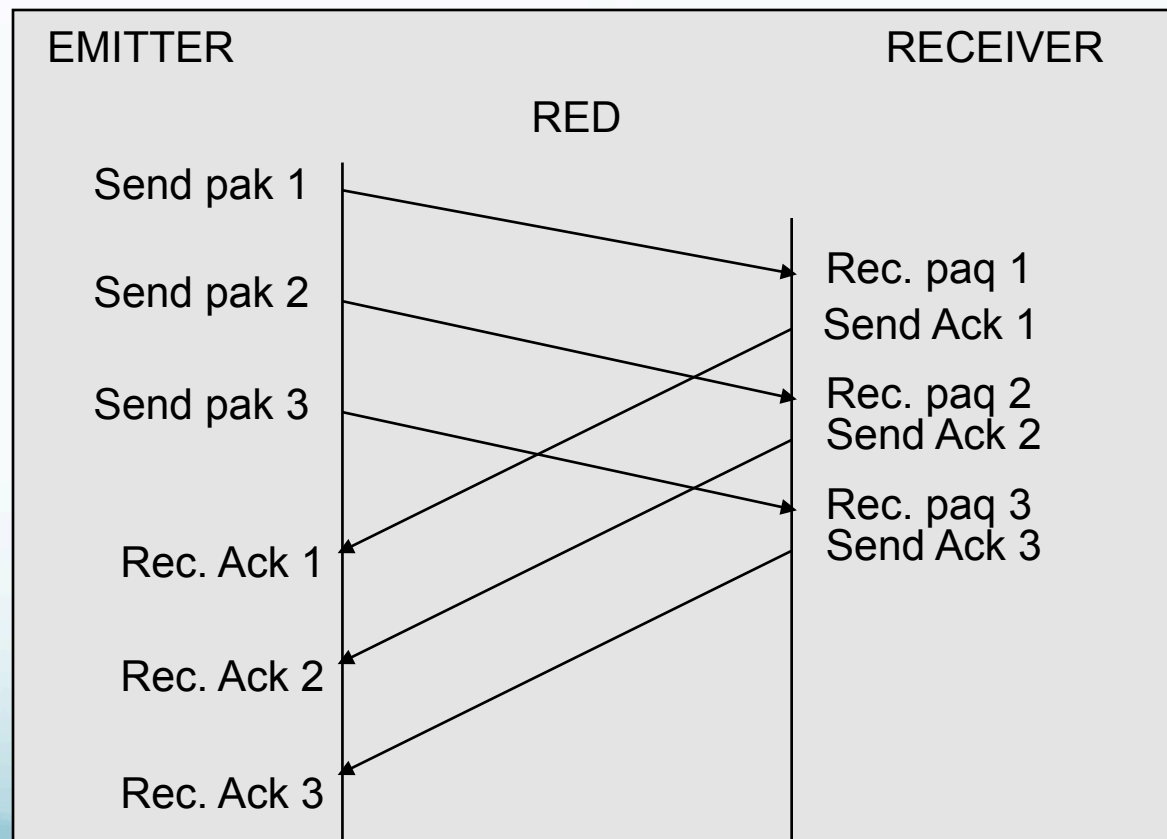 EMITTER
RECEIVER
RED
Send pak 1
Send pak 2
Send pak 3
Rec. Ack 1
Rec. Ack 2
Rec. Ack 3
Rec. paq 1
Send Ack 1
Rec. paq 2
Send Ack 2
Rec. paq 3
Send Ack 3